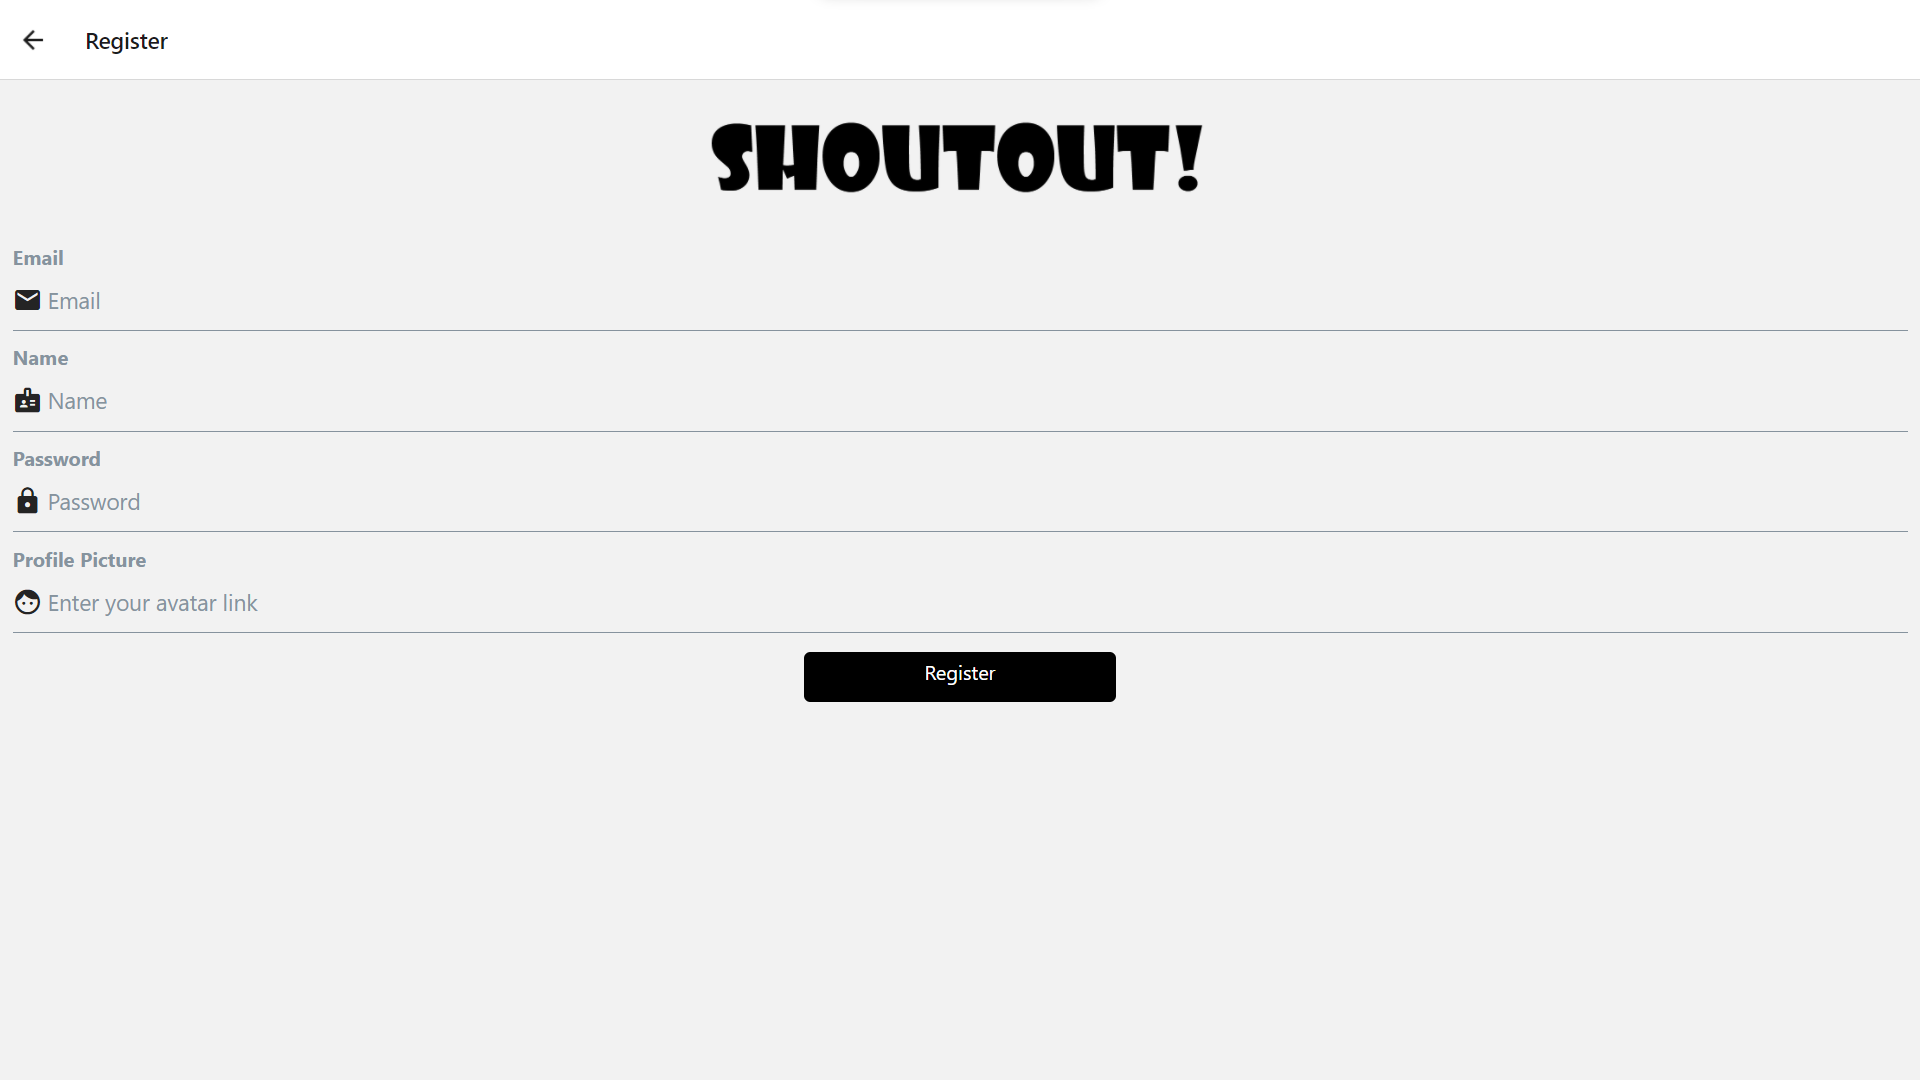 Register
SHOUTOUT!
Email
Email
Name
Name
Password
Password
Profile Picture
Enter your avatar link
Register